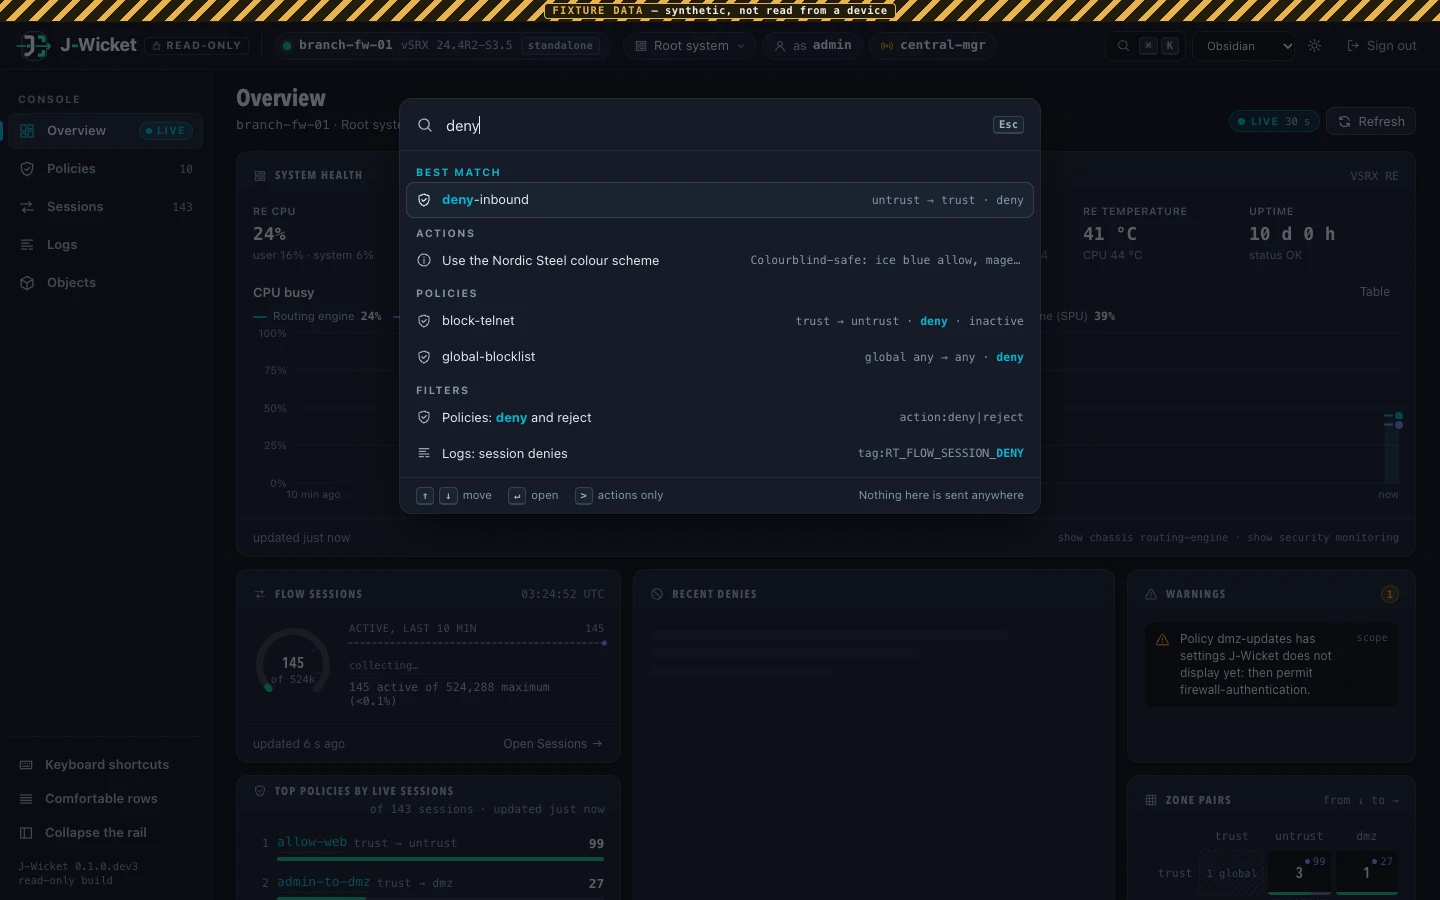 FIXTURE DATA — synthetic, not read from a device
J-Wicket READ-ONLY branch-fw-01 vSRX 24.4R2-S3.5 standalone Root system as admin central-mgr ⌘ K Obsidian Sign out
CONSOLE
Overview LIVE
Policies 10
Sessions 143
Logs
Objects
Keyboard shortcuts
Comfortable rows
Collapse the rail
J-Wicket 0.1.0.dev3
read-only build
Overview
branch-fw-01 · Root syste
LIVE 30 s Refresh
deny Esc
BEST MATCH
deny-inbound untrust → trust · deny
ACTIONS
Use the Nordic Steel colour scheme Colourblind-safe: ice blue allow, mage…
POLICIES
block-telnet trust → untrust · deny · inactive
global-blocklist global any → any · deny
FILTERS
Policies: deny and reject action:deny|reject
Logs: session denies tag:RT_FLOW_SESSION_DENY
↑ ↓ move ↵ open > actions only Nothing here is sent anywhere
SYSTEM HEALTH VSRX RE
RE CPU
24%
user 16% · system 6%
RE TEMPERATURE
41 °C
CPU 44 °C
UPTIME
10 d 0 h
status OK
CPU busy Table
Routing engine 24% ne (SPU) 39%
100%
75%
50%
25%
0%
10 min ago now
updated just now show chassis routing-engine · show security monitoring
FLOW SESSIONS 03:24:52 UTC
145
of 524k
ACTIVE, LAST 10 MIN 145
collecting…
145 active of 524,288 maximum
(<0.1%)
updated 6 s ago Open Sessions →
RECENT DENIES
WARNINGS 1
Policy dmz-updates has scope
settings J-Wicket does not
display yet: then permit
firewall-authentication.
TOP POLICIES BY LIVE SESSIONS
of 143 sessions · updated just now
1 allow-web trust → untrust 99
2 admin-to-dmz trust → dmz 27
ZONE PAIRS from ↓ to →
trust untrust dmz
trust 1 global 3 99 1 27